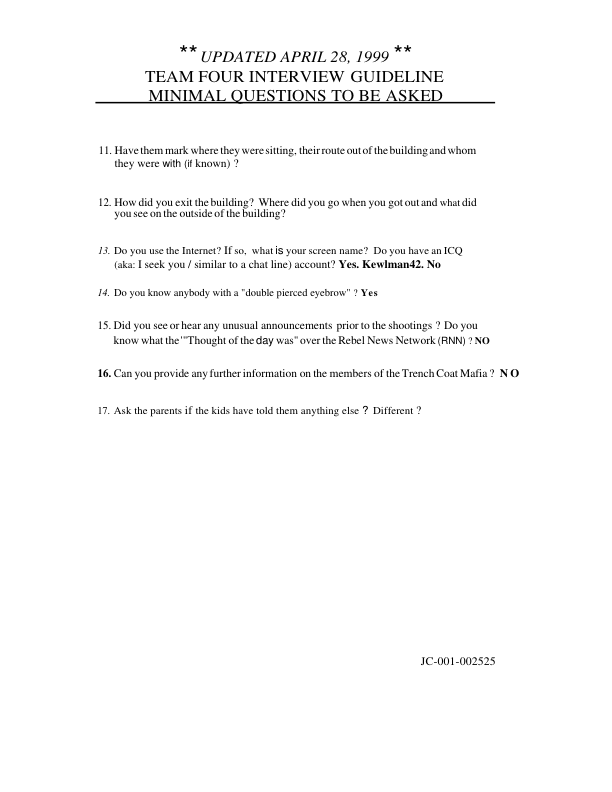 ** UPDATED APRIL 28, 1999 **
TEAM FOUR INTERVIEW GUIDELINE
MINIMAL QUESTIONS TO BE ASKED
11. Have them mark where they were sitting, their route out of the building and whom
they were with (if known) ?
12. How did you exit the building? Where did you go when you got out and what did
you see on the outside of the building?
13. Do you use the Internet? If so, what is your screen name? Do you have an ICQ
(aka: I seek you / similar to a chat line) account? Yes. Kewlman42. No
14. Do you know anybody with a "double pierced eyebrow" ? Yes
15. Did you see or hear any unusual announcements prior to the shootings ? Do you
know what the '"Thought of the day was" over the Rebel News Network (RNN) ? NO
16. Can you provide any further information on the members of the Trench Coat Mafia ? N O
17. Ask the parents if the kids have told them anything else ? Different ?
JC-001-002525